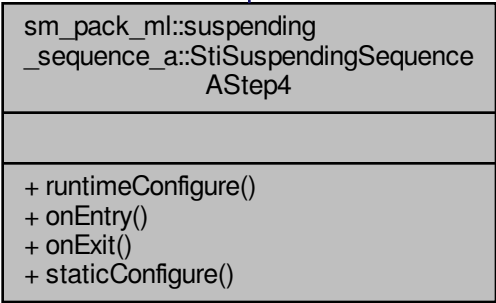 sm_pack_ml::suspending
_sequence_a::StiSuspendingSequence
AStep4
+ runtimeConfigure()
+ onEntry()
+ onExit()
+ staticConfigure()